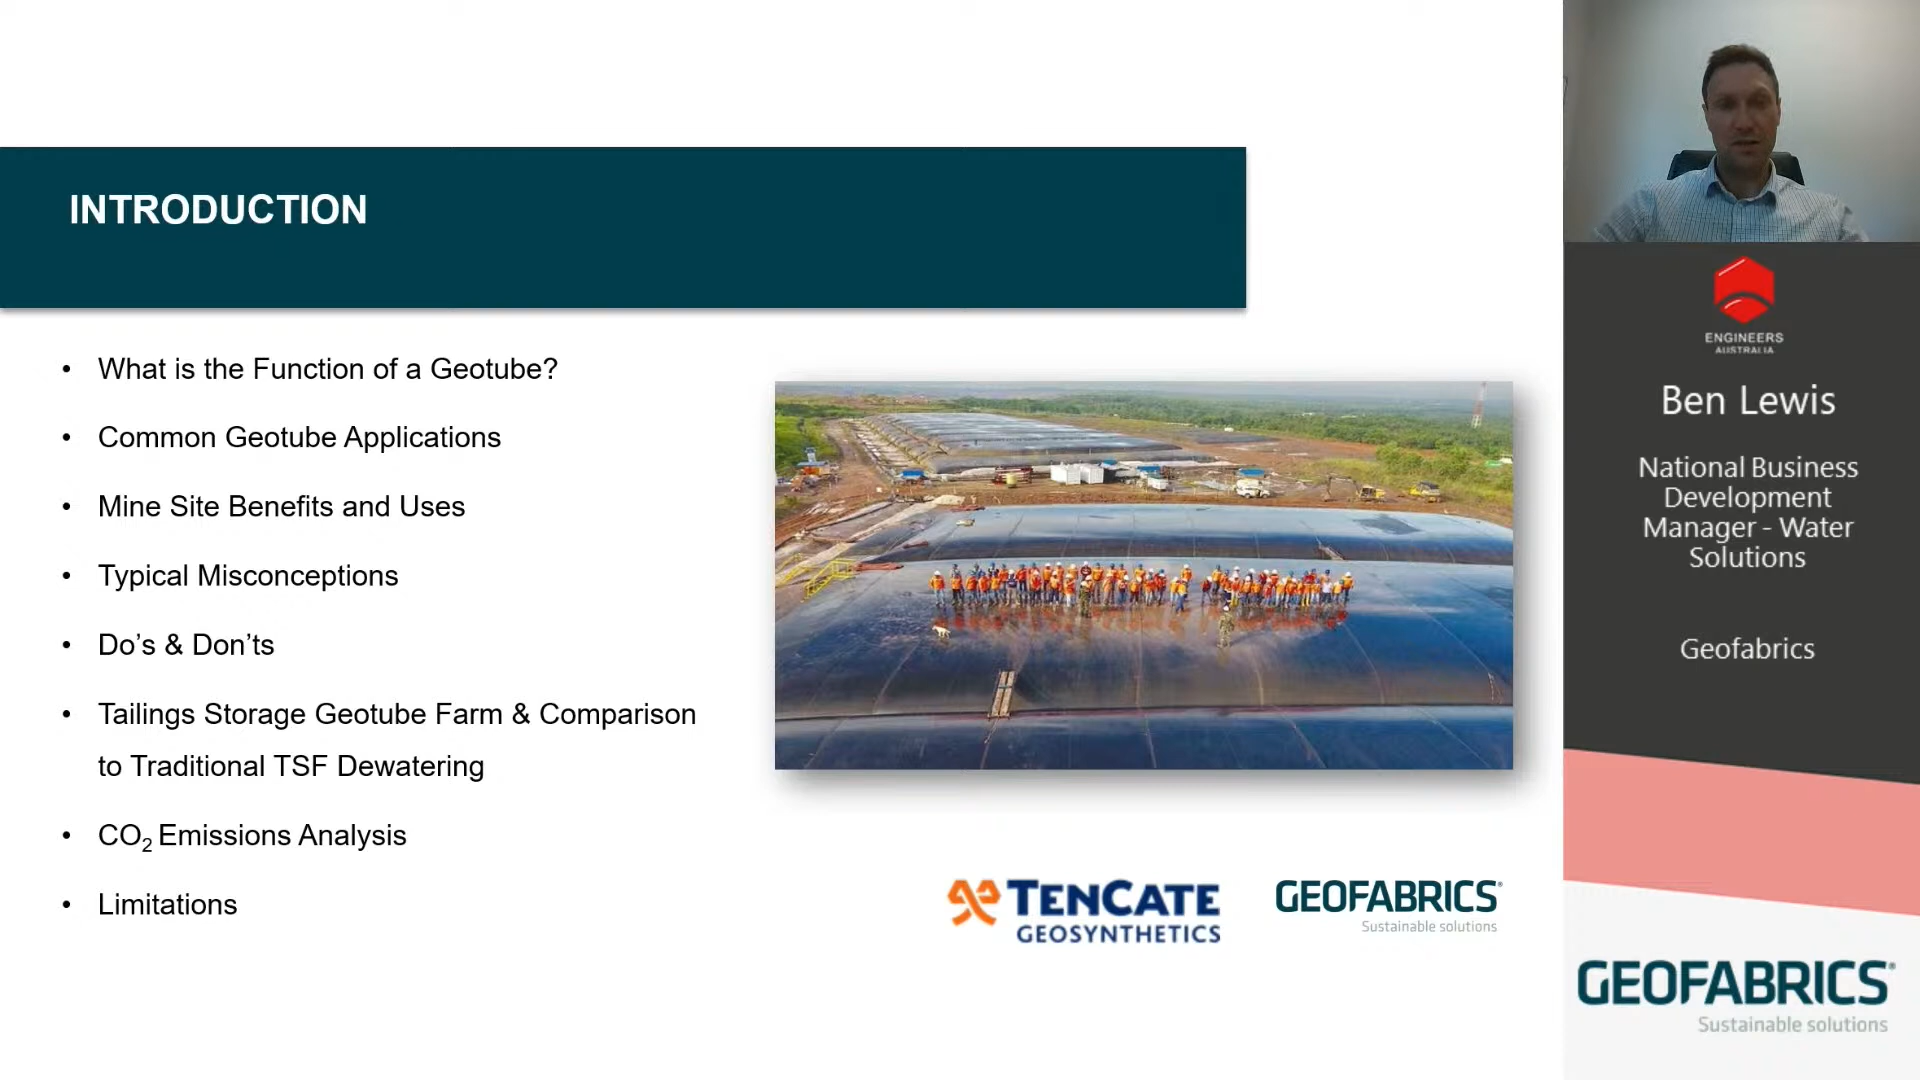 INTRODUCTION
• What is the Function of a Geotube?
• Common Geotube Applications
• Mine Site Benefits and Uses
• Typical Misconceptions
• Do’s & Don’ts
• Tailings Storage Geotube Farm & Comparison
to Traditional TSF Dewatering
• CO₂ Emissions Analysis
• Limitations
TENCATE
GEOSYNTHETICS
GEOFABRICS®
Sustainable solutions
ENGINEERS
AUSTRALIA
Ben Lewis
National Business
Development
Manager - Water
Solutions
Geofabrics
GEOFABRICS®
Sustainable solutions